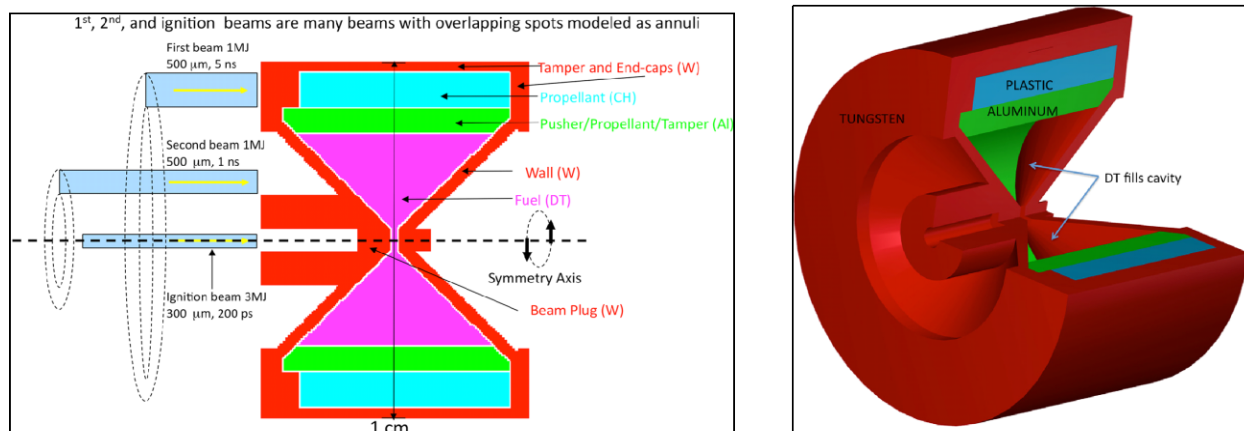 1st, 2nd, and ignition beams are many beams with overlapping spots modeled as annuli
First beam 1MJ
500 μm, 5 ns
Second beam 1MJ
500 μm, 1 ns
Ignition beam 3MJ
300 μm, 200 ps
Tamper and End-caps (W)
Propellant (CH)
Pusher/Propellant/Tamper (Al)
Wall (W)
Fuel (DT)
Symmetry Axis
Beam Plug (W)
1 cm
TUNGSTEN
PLASTIC
ALUMINUM
DT fills cavity